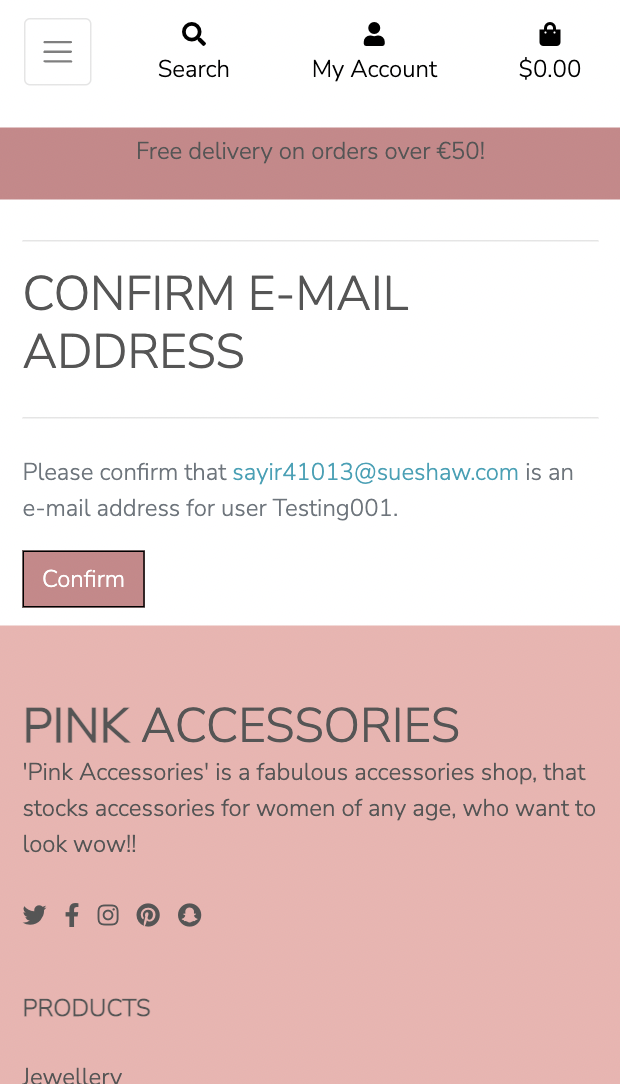 Search
My Account
$0.00
Free delivery on orders over €50!
CONFIRM E-MAIL
ADDRESS
Please confirm that sayir41013@sueshaw.com is an
e-mail address for user Testing001.
Confirm
PINK ACCESSORIES
'Pink Accessories' is a fabulous accessories shop, that
stocks accessories for women of any age, who want to
look wow!!
PRODUCTS
Jewellery